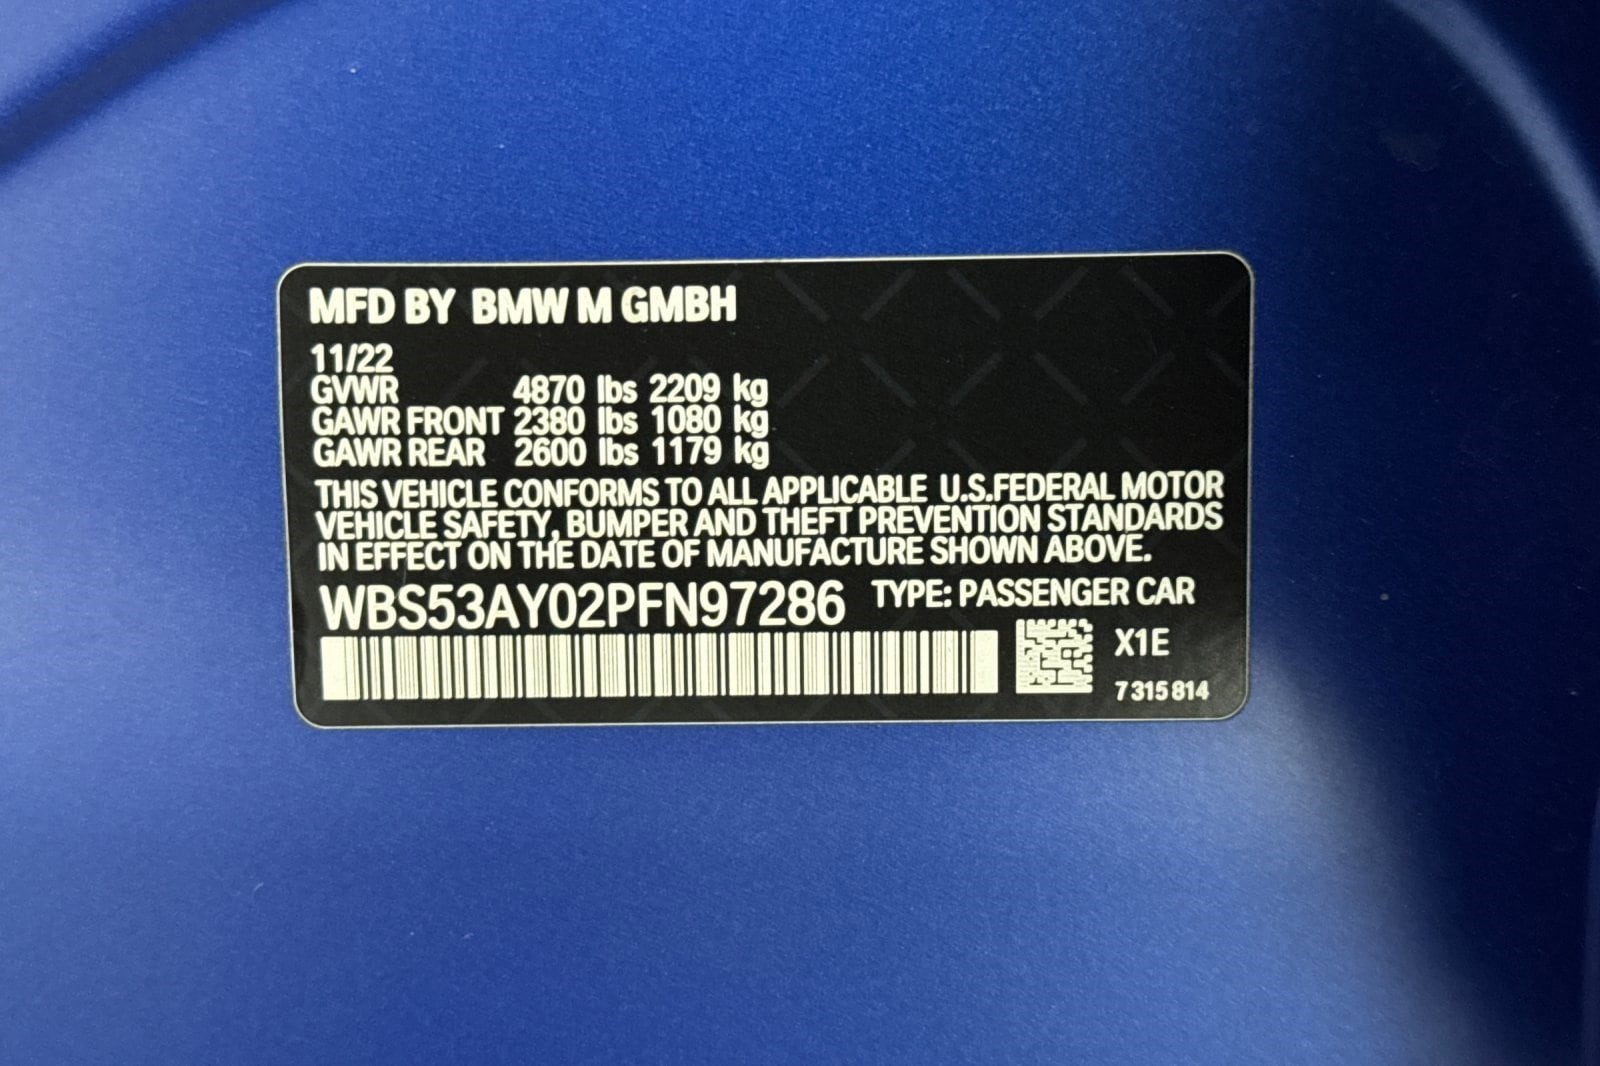 MFD BY BMW M GMBH
11/22
GVWR 4870 lbs 2209 kg
GAWR FRONT 2380 lbs 1080 kg
GAWR REAR 2600 lbs 1179 kg
THIS VEHICLE CONFORMS TO ALL APPLICABLE U.S.FEDERAL MOTOR
VEHICLE SAFETY, BUMPER AND THEFT PREVENTION STANDARDS
IN EFFECT ON THE DATE OF MANUFACTURE SHOWN ABOVE.
WBS53AY02PFN97286 TYPE: PASSENGER CAR
X1E
7 315 814